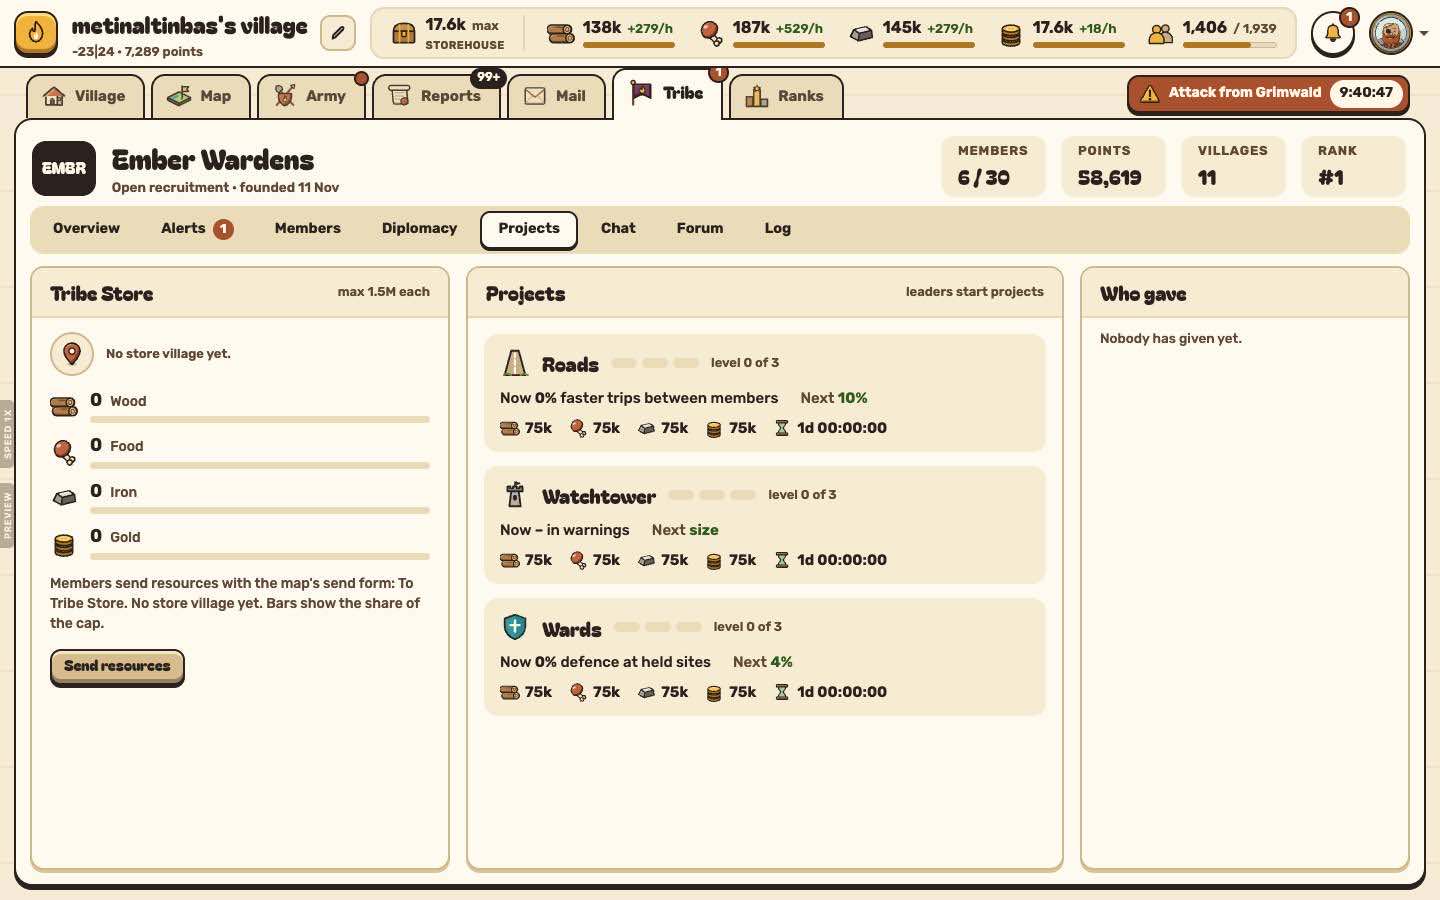 metinaltinbas's village
-23|24 • 7,289 points
17.6k max
STOREHOUSE
138k +279/h
187k +529/h
145k +279/h
17.6k +18/h
1,406 / 1,939
1
Village
Map
Army
Reports 99+
Mail
Tribe 1
Ranks
Attack from Grimwald 9:40:47
EMBR
Ember Wardens
Open recruitment • founded 11 Nov
MEMBERS
6 / 30
POINTS
58,619
VILLAGES
11
RANK
#1
Overview
Alerts 1
Members
Diplomacy
Projects
Chat
Forum
Log
SPEED 1X
PREVIEW
Tribe Store
max 1.5M each
No store village yet.
0 Wood
0 Food
0 Iron
0 Gold
Members send resources with the map's send form: To
Tribe Store. No store village yet. Bars show the share of
the cap.
Send resources
Projects
leaders start projects
Roads level 0 of 3
Now 0% faster trips between members Next 10%
75k 75k 75k 75k 1d 00:00:00
Watchtower level 0 of 3
Now – in warnings Next size
75k 75k 75k 75k 1d 00:00:00
Wards level 0 of 3
Now 0% defence at held sites Next 4%
75k 75k 75k 75k 1d 00:00:00
Who gave
Nobody has given yet.